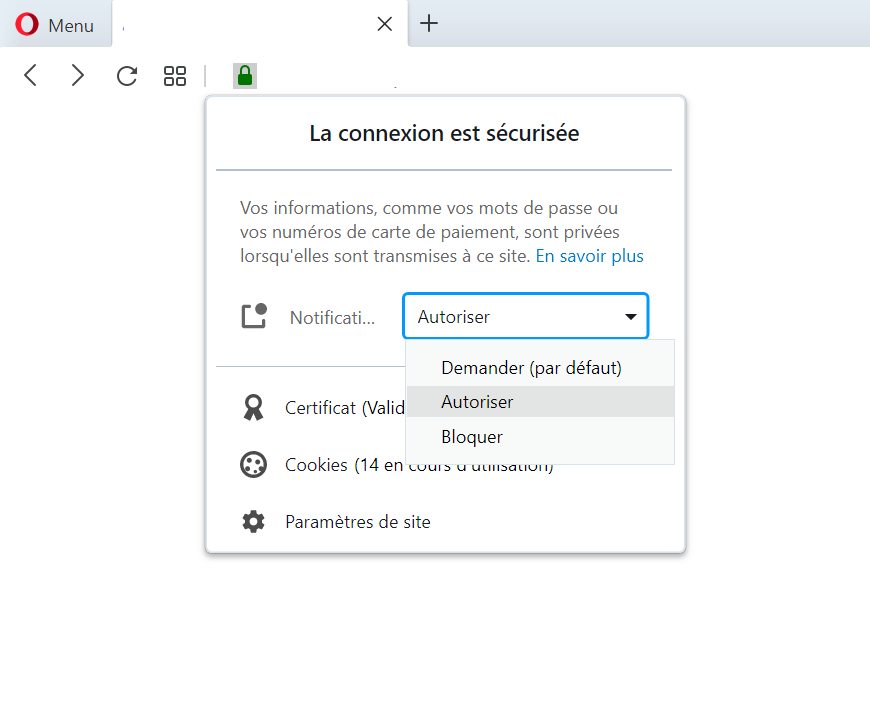 Menu
La connexion est sécurisée
Vos informations, comme vos mots de passe ou
vos numéros de carte de paiement, sont privées
lorsqu'elles sont transmises à ce site. En savoir plus
Notificati... Autoriser
Demander (par défaut)
Autoriser
Bloquer
Certificat (Valid
Cookies (14 en cours d'utilisation)
Paramètres de site